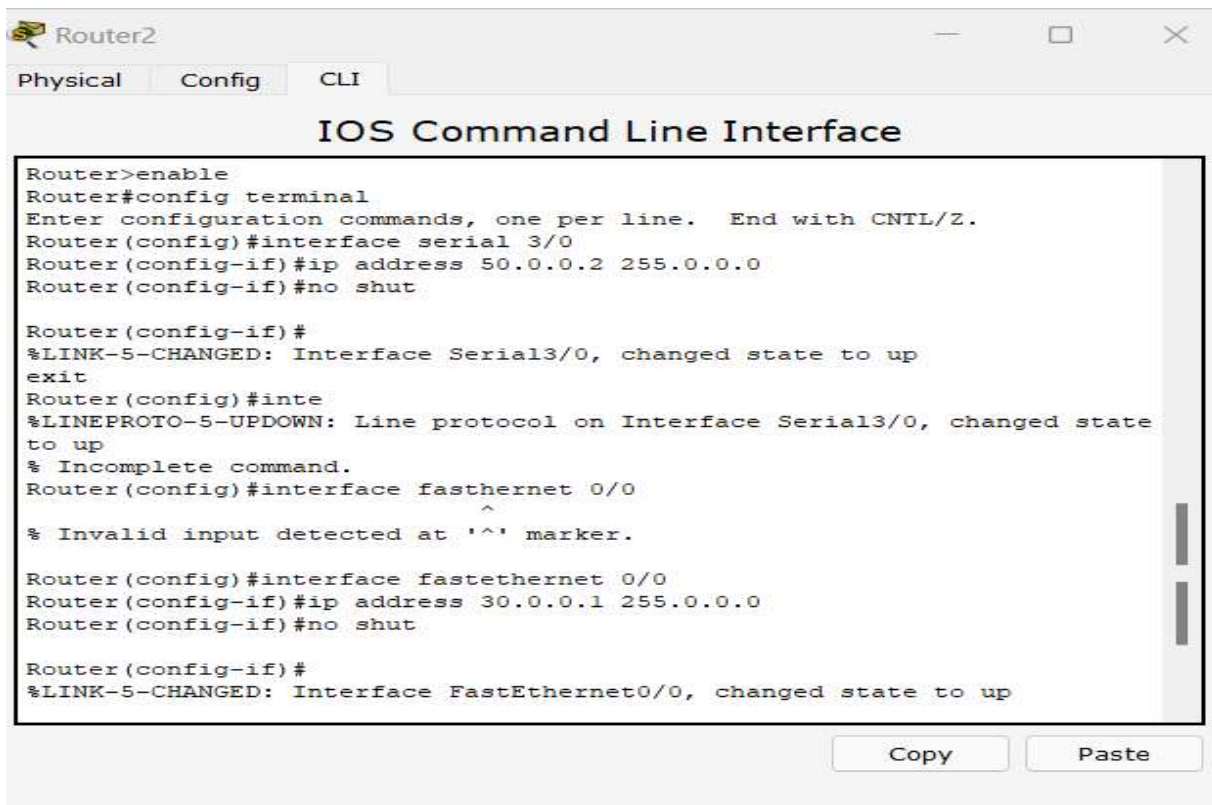 Router2
Physical Config CLI
IOS Command Line Interface
Router>enable
Router#config terminal
Enter configuration commands, one per line.  End with CNTL/Z.
Router(config)#interface serial 3/0
Router(config-if)#ip address 50.0.0.2 255.0.0.0
Router(config-if)#no shut
Router(config-if)#
%LINK-5-CHANGED: Interface Serial3/0, changed state to up
exit
Router(config)#inte
%LINEPROTO-5-UPDOWN: Line protocol on Interface Serial3/0, changed state
to up
% Incomplete command.
Router(config)#interface fasthernet 0/0
^
% Invalid input detected at '^' marker.
Router(config)#interface fastethernet 0/0
Router(config-if)#ip address 30.0.0.1 255.0.0.0
Router(config-if)#no shut
Router(config-if)#
%LINK-5-CHANGED: Interface FastEthernet0/0, changed state to up
Copy Paste